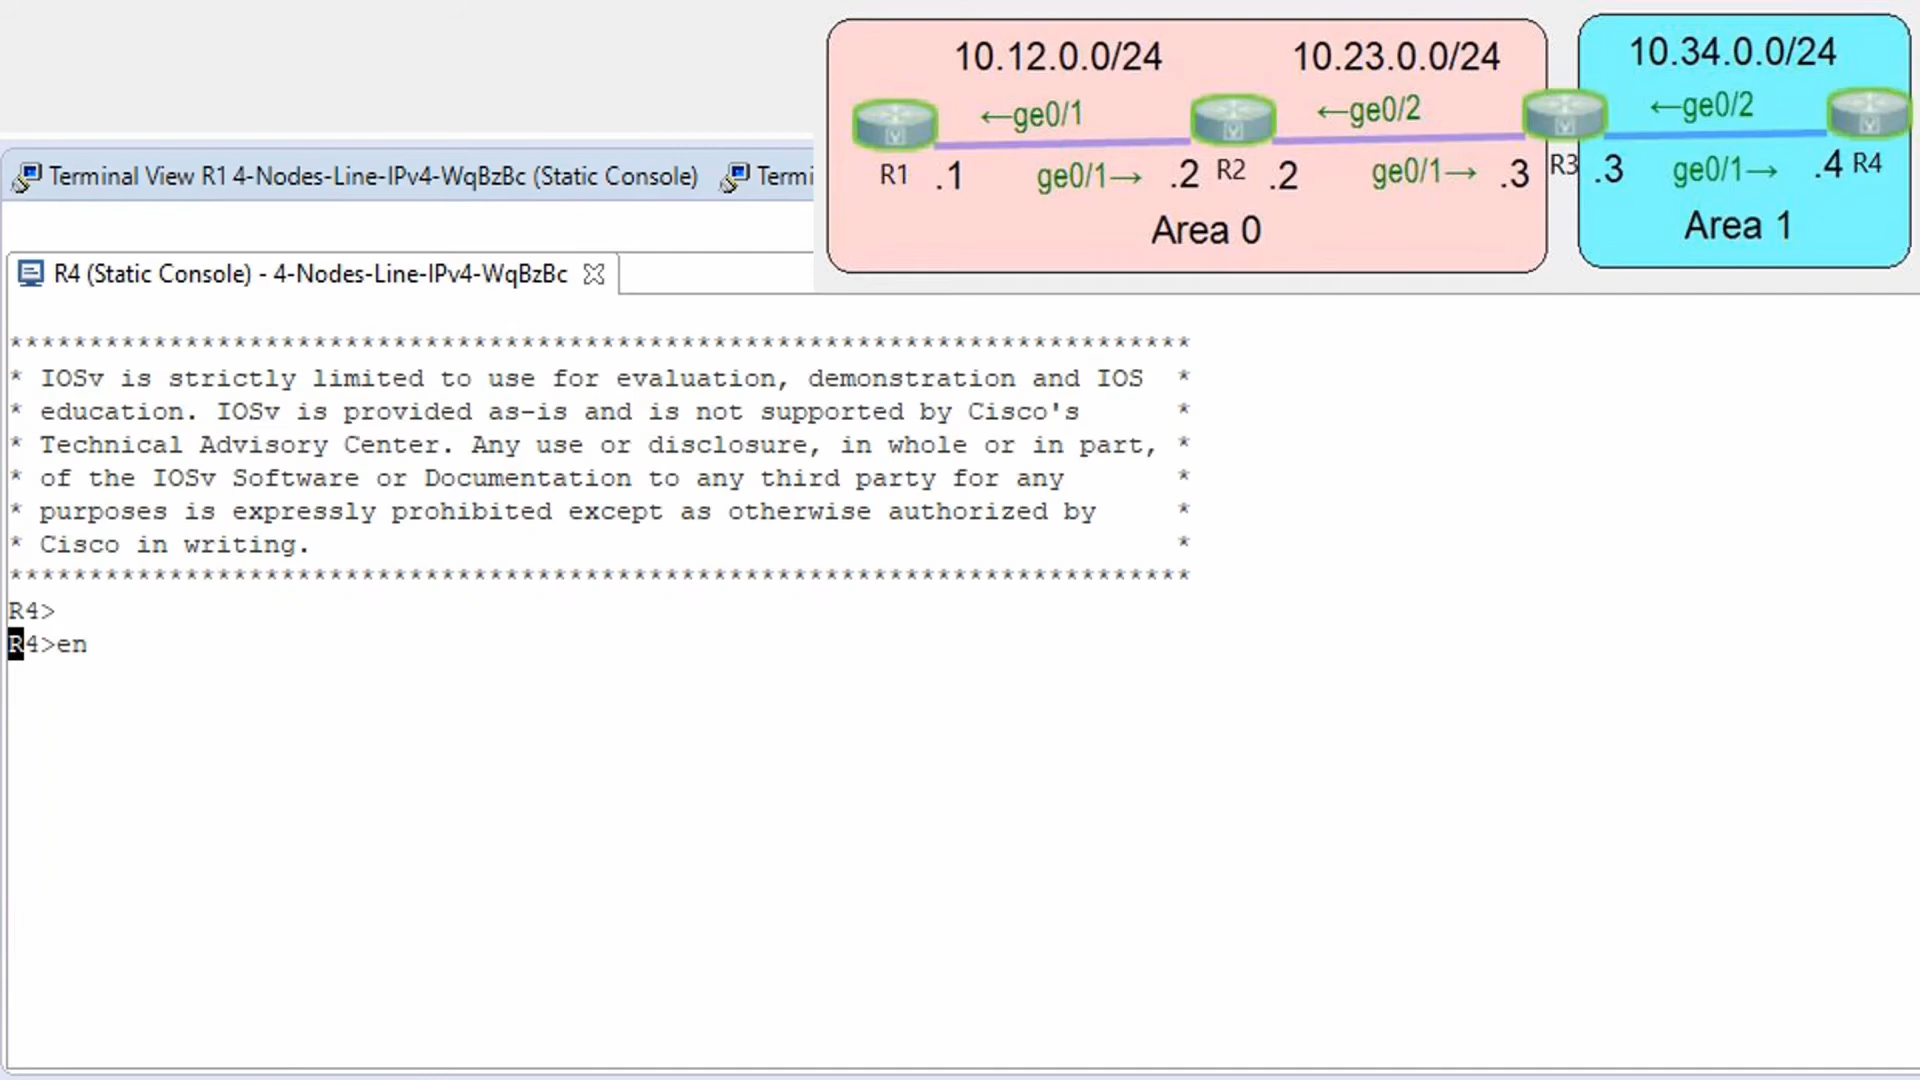 10.12.0.0/24 10.23.0.0/24 10.34.0.0/24
←ge0/1 ←ge0/2 ←ge0/2
R1 .1 ge0/1→ .2 R2 .2 ge0/1→ .3 R3 .3 ge0/1→ .4 R4
Area 0 Area 1
Terminal View R1 4-Nodes-Line-IPv4-WqBzBc (Static Console) Termi
R4 (Static Console) - 4-Nodes-Line-IPv4-WqBzBc
**************************************************************************
* IOSv is strictly limited to use for evaluation, demonstration and IOS  *
* education. IOSv is provided as-is and is not supported by Cisco's      *
* Technical Advisory Center. Any use or disclosure, in whole or in part, *
* of the IOSv Software or Documentation to any third party for any       *
* purposes is expressly prohibited except as otherwise authorized by     *
* Cisco in writing.                                                      *
**************************************************************************
R4>
R4>en